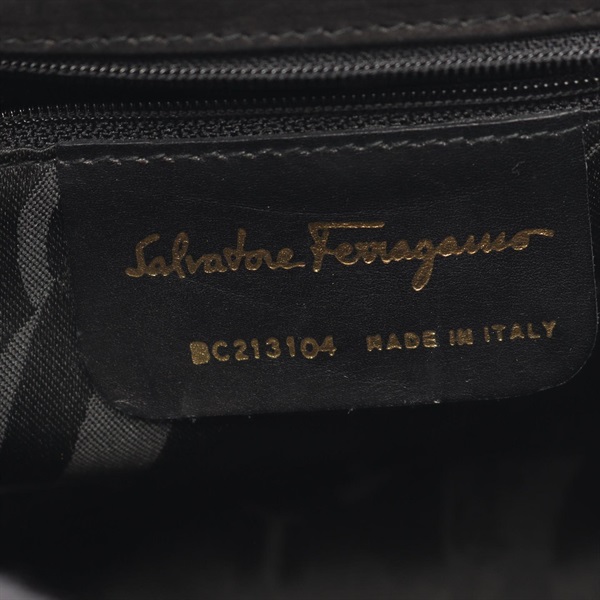 Salvatore Ferragamo
BC213104 MADE IN ITALY